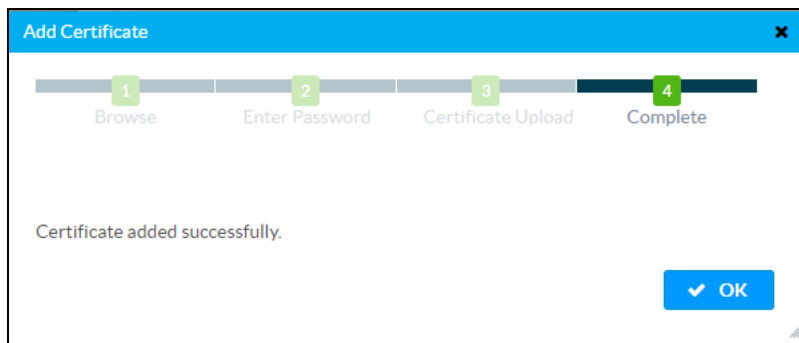 Add Certificate
1 2 3 4
Browse Enter Password Certificate Upload Complete
Certificate added successfully.
OK